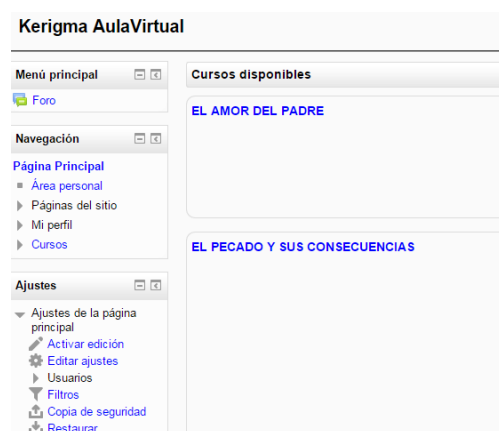 Kerigma AulaVirtual
Menú principal
Foro
Navegación
Página Principal
Área personal
Páginas del sitio
Mi perfil
Cursos
Ajustes
Ajustes de la página
principal
Activar edición
Editar ajustes
Usuarios
Filtros
Copia de seguridad
Restaurar
Cursos disponibles
EL AMOR DEL PADRE
EL PECADO Y SUS CONSECUENCIAS